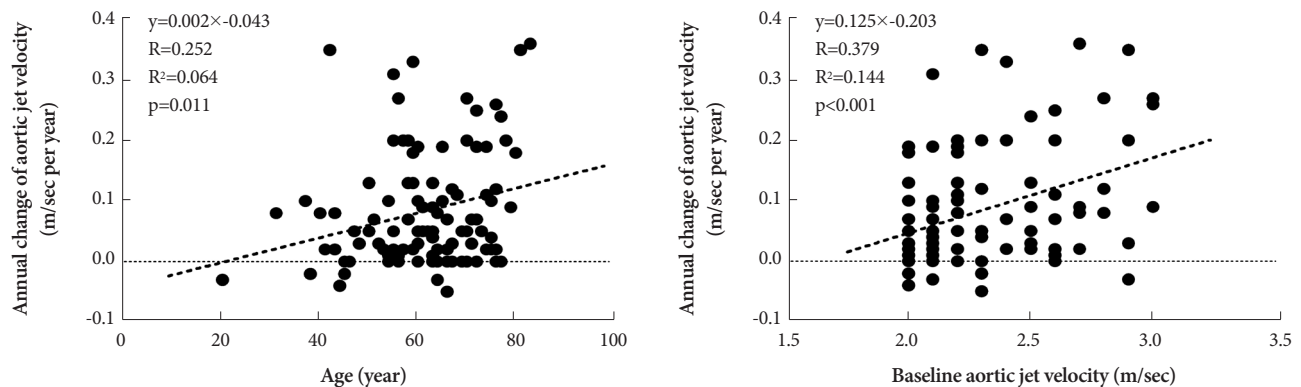 y=0.002×-0.043
R=0.252
R²=0.064
p=0.011
Annual change of aortic jet velocity
(m/sec per year)
0.4
0.3
0.2
0.1
0.0
-0.1
0
20
40
60
80
100
Age (year)
y=0.125×-0.203
R=0.379
R²=0.144
p<0.001
Annual change of aortic jet velocity
(m/sec per year)
0.4
0.3
0.2
0.1
0.0
-0.1
1.5
2.0
2.5
3.0
3.5
Baseline aortic jet velocity (m/sec)